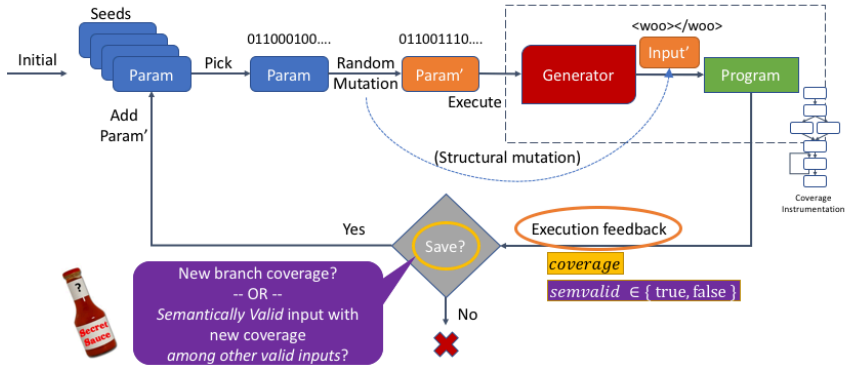 Seeds
Initial
Param
Pick
011000100....
Param
Random
Mutation
011001110....
Param'
Execute
Generator
<woo></woo>
Input'
Program
Add
Param'
(Structural mutation)
Coverage
Instrumentation
Yes
Save?
Execution feedback
coverage
semvalid ∈ { true, false }
No
New branch coverage?
-- OR --
Semantically Valid input with
new coverage
among other valid inputs?
?
Secret
Sauce